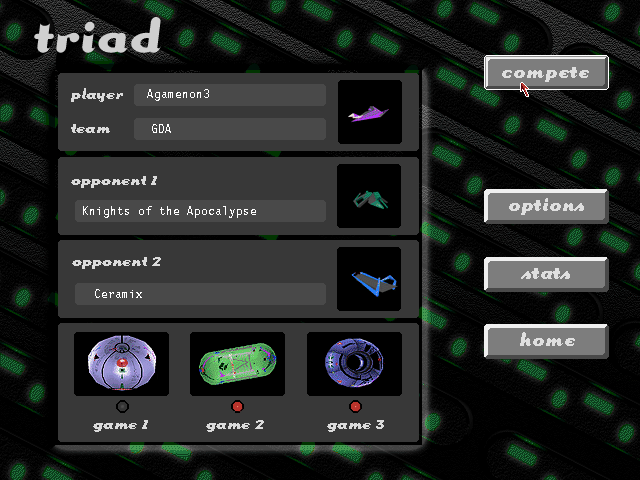 triad
player Agamenon3
team GDA
opponent 1
Knights of the Apocalypse
opponent 2
Ceramix
game 1 game 2 game 3
compete
options
stats
home